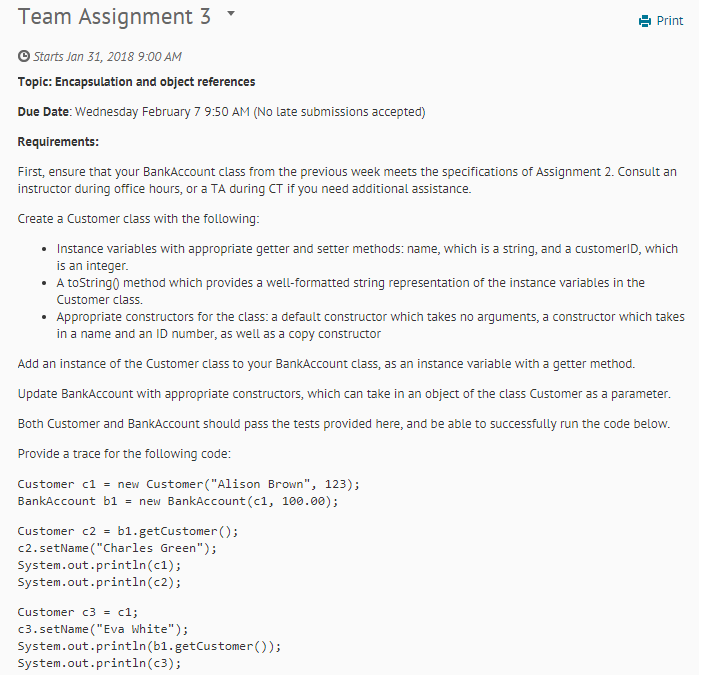 Team Assignment 3
Print
Starts Jan 31, 2018 9:00 AM
Topic: Encapsulation and object references
Due Date: Wednesday February 7 9:50 AM (No late submissions accepted)
Requirements:
First, ensure that your BankAccount class from the previous week meets the specifications of Assignment 2. Consult an
instructor during office hours, or a TA during CT if you need additional assistance.
Create a Customer class with the following:
• Instance variables with appropriate getter and setter methods: name, which is a string, and a customerID, which
is an integer.
• A toString() method which provides a well-formatted string representation of the instance variables in the
Customer class.
• Appropriate constructors for the class: a default constructor which takes no arguments, a constructor which takes
in a name and an ID number, as well as a copy constructor
Add an instance of the Customer class to your BankAccount class, as an instance variable with a getter method.
Update BankAccount with appropriate constructors, which can take in an object of the class Customer as a parameter.
Both Customer and BankAccount should pass the tests provided here, and be able to successfully run the code below.
Provide a trace for the following code:
Customer c1 = new Customer("Alison Brown", 123);
BankAccount b1 = new BankAccount(c1, 100.00);
Customer c2 = b1.getCustomer();
c2.setName("Charles Green");
System.out.println(c1);
System.out.println(c2);
Customer c3 = c1;
c3.setName("Eva White");
System.out.println(b1.getCustomer());
System.out.println(c3);